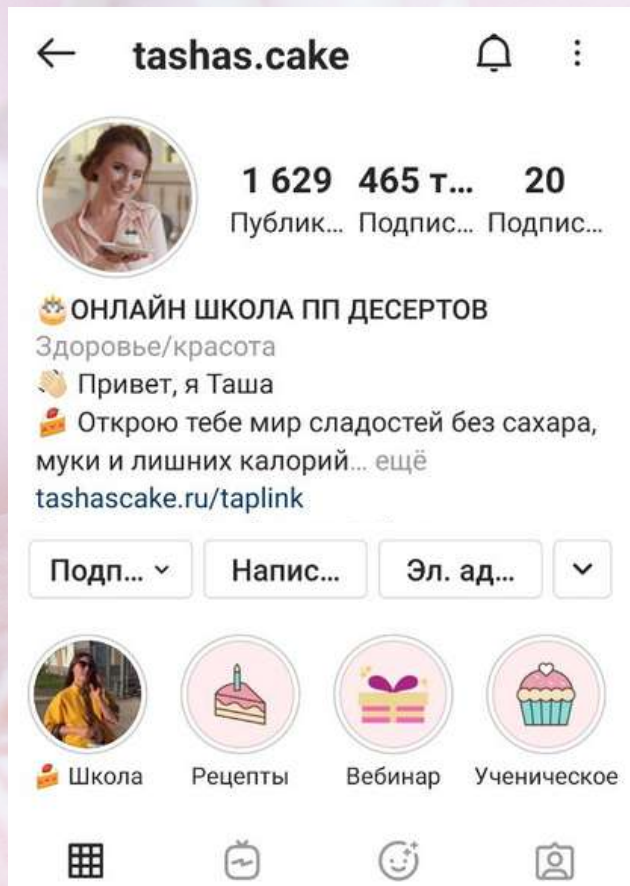 tashas.cake
1 629 465 т... 20
Публик... Подпис... Подпис...
🎂ОНЛАЙН ШКОЛА ПП ДЕСЕРТОВ
Здоровье/красота
👋🏻 Привет, я Таша
🍰 Открою тебе мир сладостей без сахара,
муки и лишних калорий... ещё
tashascake.ru/taplink
Подп... Напис... Эл. ад...
🍰 Школа Рецепты Вебинар Ученическое